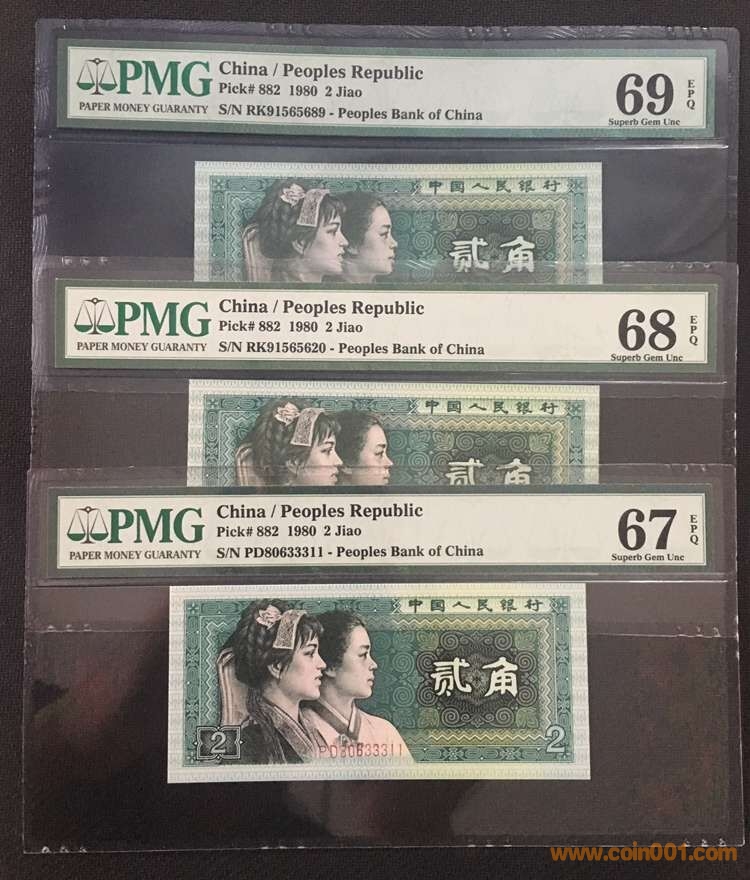 PMG
PAPER MONEY GUARANTY
China / Peoples Republic
Pick# 882 1980 2 Jiao
S/N RK91565689 - Peoples Bank of China
69
EPQ
Superb Gem Unc
中国人民银行
贰角
PMG
PAPER MONEY GUARANTY
China / Peoples Republic
Pick# 882 1980 2 Jiao
S/N RK91565620 - Peoples Bank of China
68
EPQ
Superb Gem Unc
中国人民银行
贰角
PMG
PAPER MONEY GUARANTY
China / Peoples Republic
Pick# 882 1980 2 Jiao
S/N PD80633311 - Peoples Bank of China
67
EPQ
Superb Gem Unc
中国人民银行
贰角
2
PD80633311
2
www.coin001.com